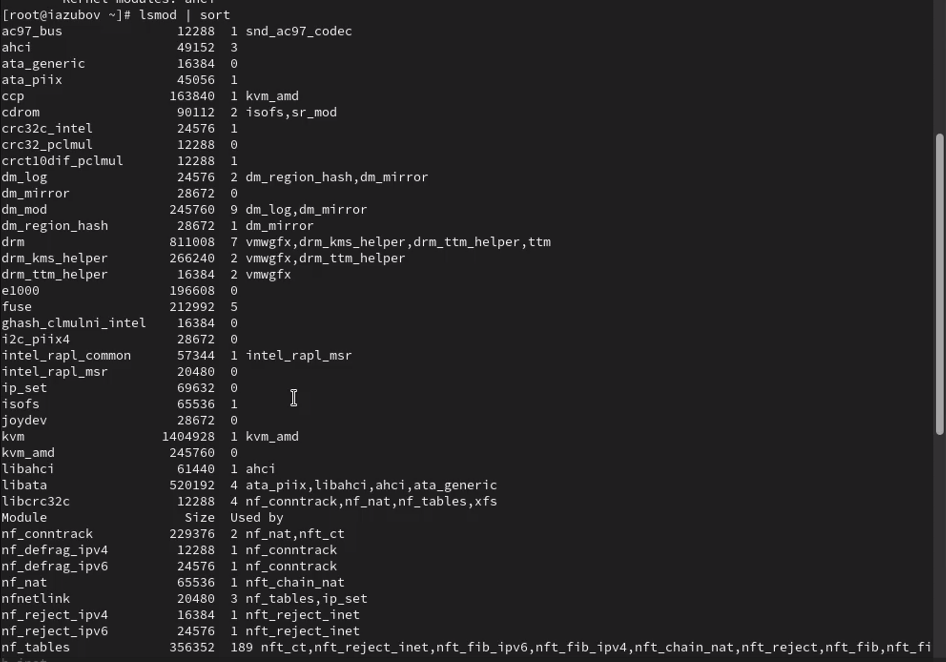 Kernel modules: ahci
[root@iazubov ~]# lsmod | sort
ac97_bus               12288  1 snd_ac97_codec
ahci                   49152  3
ata_generic            16384  0
ata_piix               45056  1
ccp                   163840  1 kvm_amd
cdrom                  90112  2 isofs,sr_mod
crc32c_intel           24576  1
crc32_pclmul           12288  0
crct10dif_pclmul       12288  1
dm_log                 24576  2 dm_region_hash,dm_mirror
dm_mirror              28672  0
dm_mod                245760  9 dm_log,dm_mirror
dm_region_hash         28672  1 dm_mirror
drm                   811008  7 vmwgfx,drm_kms_helper,drm_ttm_helper,ttm
drm_kms_helper        266240  2 vmwgfx,drm_ttm_helper
drm_ttm_helper         16384  2 vmwgfx
e1000                 196608  0
fuse                  212992  5
ghash_clmulni_intel    16384  0
i2c_piix4              28672  0
intel_rapl_common      57344  1 intel_rapl_msr
intel_rapl_msr         20480  0
ip_set                 69632  0
isofs                  65536  1
joydev                 28672  0
kvm                  1404928  1 kvm_amd
kvm_amd               245760  0
libahci                61440  1 ahci
libata                520192  4 ata_piix,libahci,ahci,ata_generic
libcrc32c              12288  4 nf_conntrack,nf_nat,nf_tables,xfs
Module                  Size  Used by
nf_conntrack          229376  2 nf_nat,nft_ct
nf_defrag_ipv4         12288  1 nf_conntrack
nf_defrag_ipv6         24576  1 nf_conntrack
nf_nat                 65536  1 nft_chain_nat
nfnetlink              20480  3 nf_tables,ip_set
nf_reject_ipv4         16384  1 nft_reject_inet
nf_reject_ipv6         24576  1 nft_reject_inet
nf_tables             356352  189 nft_ct,nft_reject_inet,nft_fib_ipv6,nft_fib_ipv4,nft_chain_nat,nft_reject,nft_fib,nft_fi